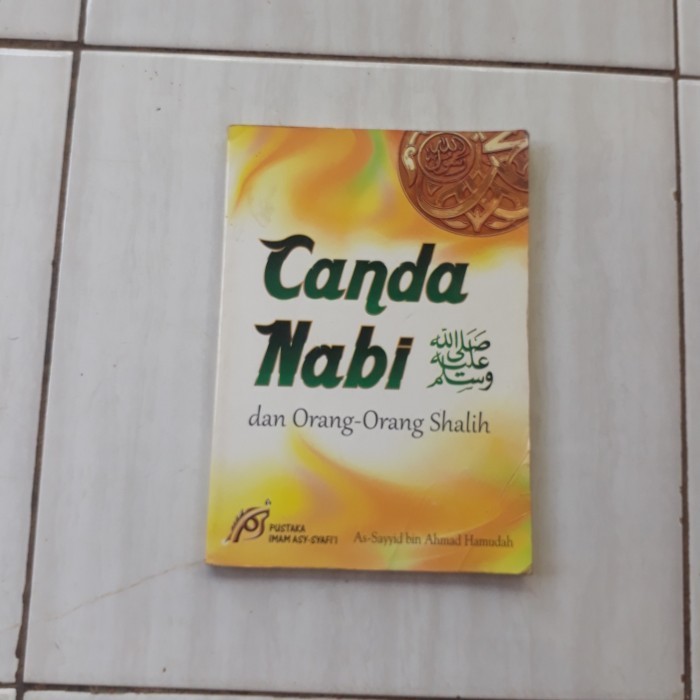 Canda
Nabi ﷺ
dan Orang-Orang Shalih
PUSTAKA
IMAM ASY-SYAFI'I
As-Sayyid bin Ahmad Hamudah